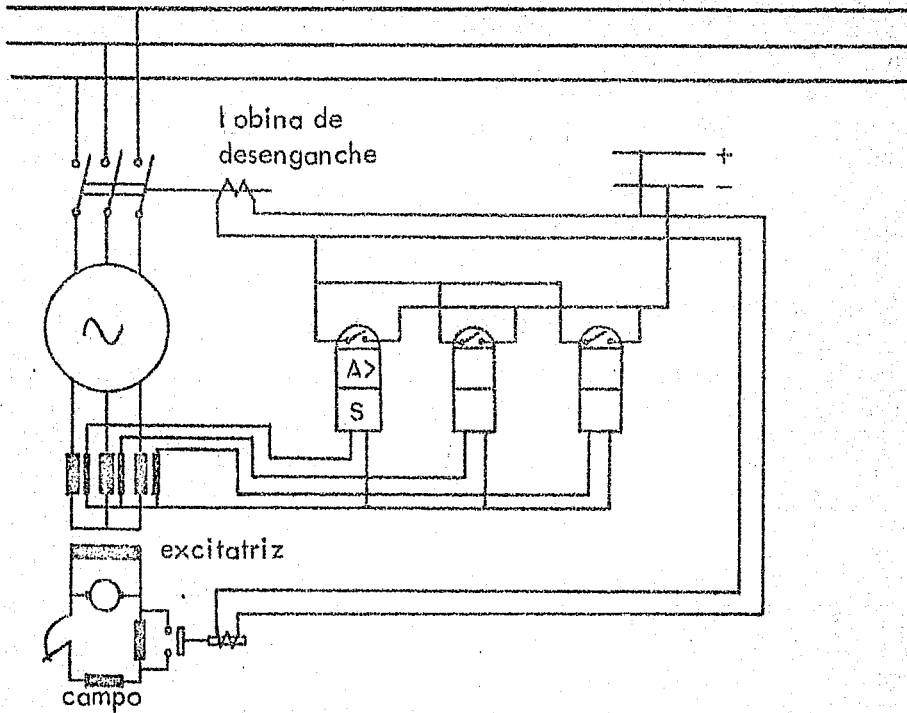 bobina de
desenganche
+
−
A>
S
excitatriz
campo